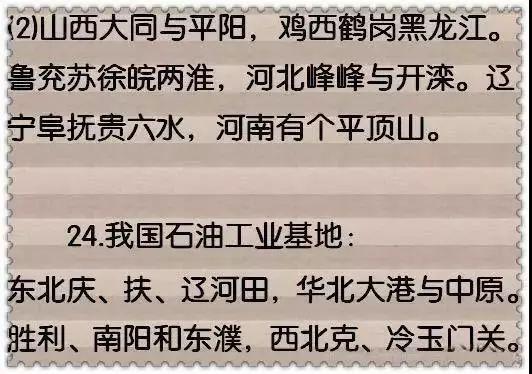 (2)山西大同与平阳，鸡西鹤岗黑龙江。
鲁兖苏徐皖两淮，河北峰峰与开滦。辽
宁阜抚贵六水，河南有个平顶山。
24.我国石油工业基地：
东北庆、扶、辽河田，华北大港与中原。
胜利、南阳和东濮，西北克、冷玉门关。